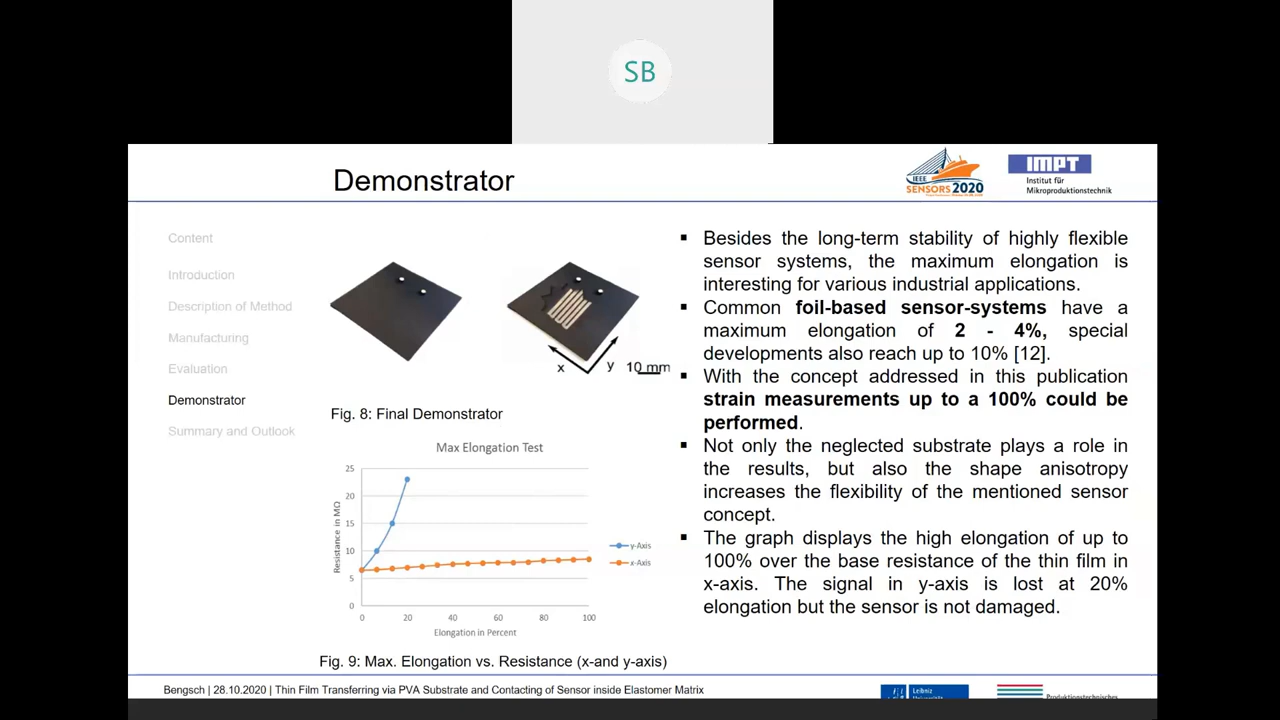 SB
Demonstrator
IEEE
SENSORS 2020
IMPT
Institut für
Mikroproduktionstechnik
Content
Introduction
Description of Method
Manufacturing
Evaluation
Demonstrator
Summary and Outlook
x
y
10 mm
Fig. 8: Final Demonstrator
Max Elongation Test
25
20
15
10
5
0
Resistance in MΩ
0 20 40 60 80 100
Elongation in Percent
y-Axis
x-Axis
Fig. 9: Max. Elongation vs. Resistance (x-and y-axis)
▪ Besides the long-term stability of highly flexible
sensor systems, the maximum elongation is
interesting for various industrial applications.
▪ Common foil-based sensor-systems have a
maximum elongation of 2 - 4%, special
developments also reach up to 10% [12].
▪ With the concept addressed in this publication
strain measurements up to a 100% could be
performed.
▪ Not only the neglected substrate plays a role in
the results, but also the shape anisotropy
increases the flexibility of the mentioned sensor
concept.
▪ The graph displays the high elongation of up to
100% over the base resistance of the thin film in
x-axis. The signal in y-axis is lost at 20%
elongation but the sensor is not damaged.
Bengsch | 28.10.2020 | Thin Film Transferring via PVA Substrate and Contacting of Sensor inside Elastomer Matrix
Leibniz
Produktionstechnisches